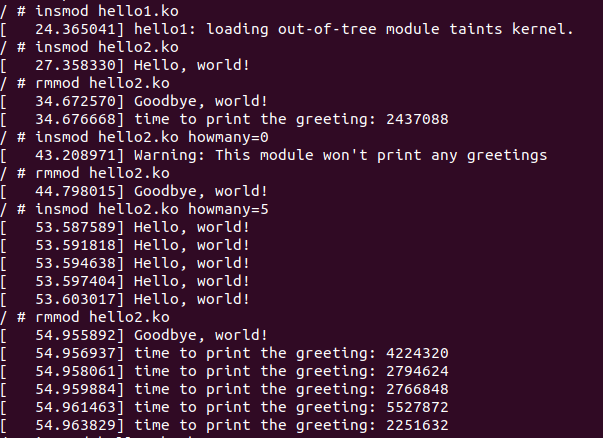 / # insmod hello1.ko
[   24.365041] hello1: loading out-of-tree module taints kernel.
/ # insmod hello2.ko
[   27.358330] Hello, world!
/ # rmmod hello2.ko
[   34.672570] Goodbye, world!
[   34.676668] time to print the greeting: 2437088
/ # insmod hello2.ko howmany=0
[   43.208971] Warning: This module won't print any greetings
/ # rmmod hello2.ko
[   44.798015] Goodbye, world!
/ # insmod hello2.ko howmany=5
[   53.587589] Hello, world!
[   53.591818] Hello, world!
[   53.594638] Hello, world!
[   53.597404] Hello, world!
[   53.603017] Hello, world!
/ # rmmod hello2.ko
[   54.955892] Goodbye, world!
[   54.956937] time to print the greeting: 4224320
[   54.958061] time to print the greeting: 2794624
[   54.959884] time to print the greeting: 2766848
[   54.961463] time to print the greeting: 5527872
[   54.963829] time to print the greeting: 2251632